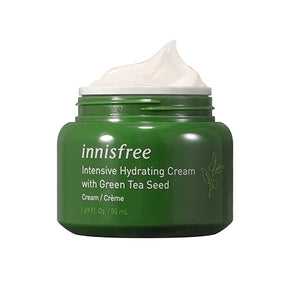 innisfree
Intensive Hydrating Cream
with Green Tea Seed
Cream / Crème
1.69 Fl. Oz. / 50 mL